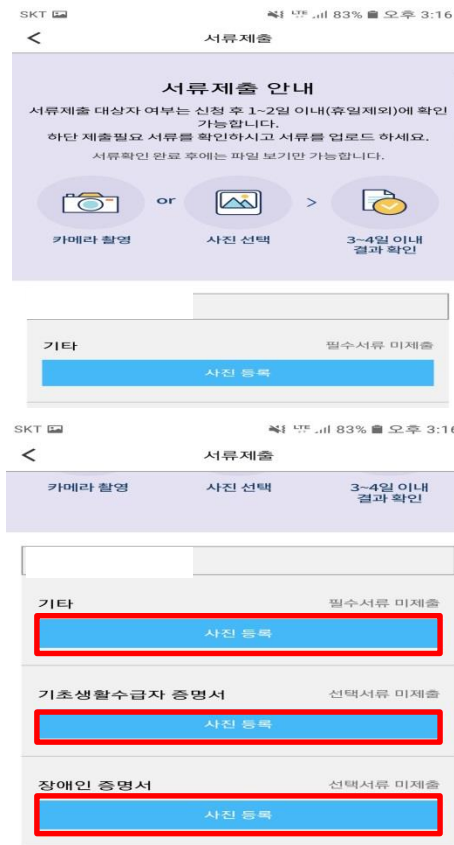 SKT LTE 83% 오후 3:16
< 서류제출
서류제출 안내
서류제출 대상자 여부는 신청 후 1~2일 이내(휴일제외)에 확인
가능합니다.
하단 제출필요 서류를 확인하시고 서류를 업로드 하세요.
서류확인 완료 후에는 파일 보기만 가능합니다.
or >
카메라 촬영 사진 선택 3~4일 이내
결과 확인
기타 필수서류 미제출
사진 등록
SKT LTE 83% 오후 3:16
< 서류제출
카메라 촬영 사진 선택 3~4일 이내
결과 확인
기타 필수서류 미제출
사진 등록
기초생활수급자 증명서 선택서류 미제출
사진 등록
장애인 증명서 선택서류 미제출
사진 등록